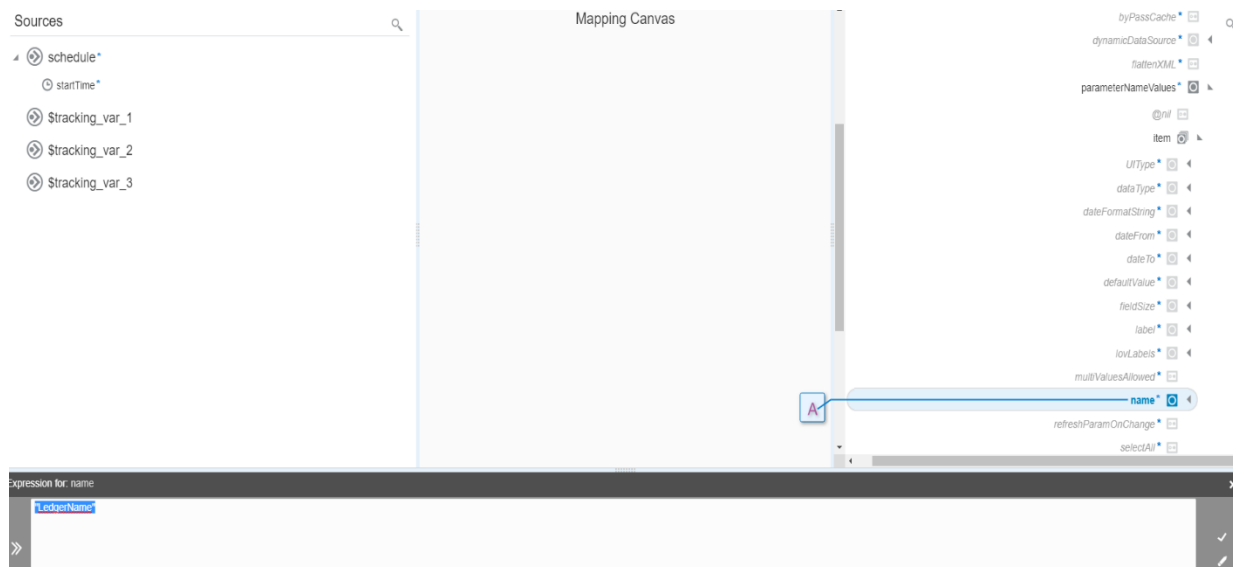 Sources
schedule*
startTime*
$tracking_var_1
$tracking_var_2
$tracking_var_3
Mapping Canvas
A
byPassCache*
dynamicDataSource*
flattenXML*
parameterNameValues*
@nil
item
UIType*
dataType*
dateFormatString*
dateFrom*
dateTo*
defaultValue*
fieldSize*
label*
lovLabels*
multiValuesAllowed*
name*
refreshParamOnChange*
selectAll*
Expression for: name
"LedgerName"